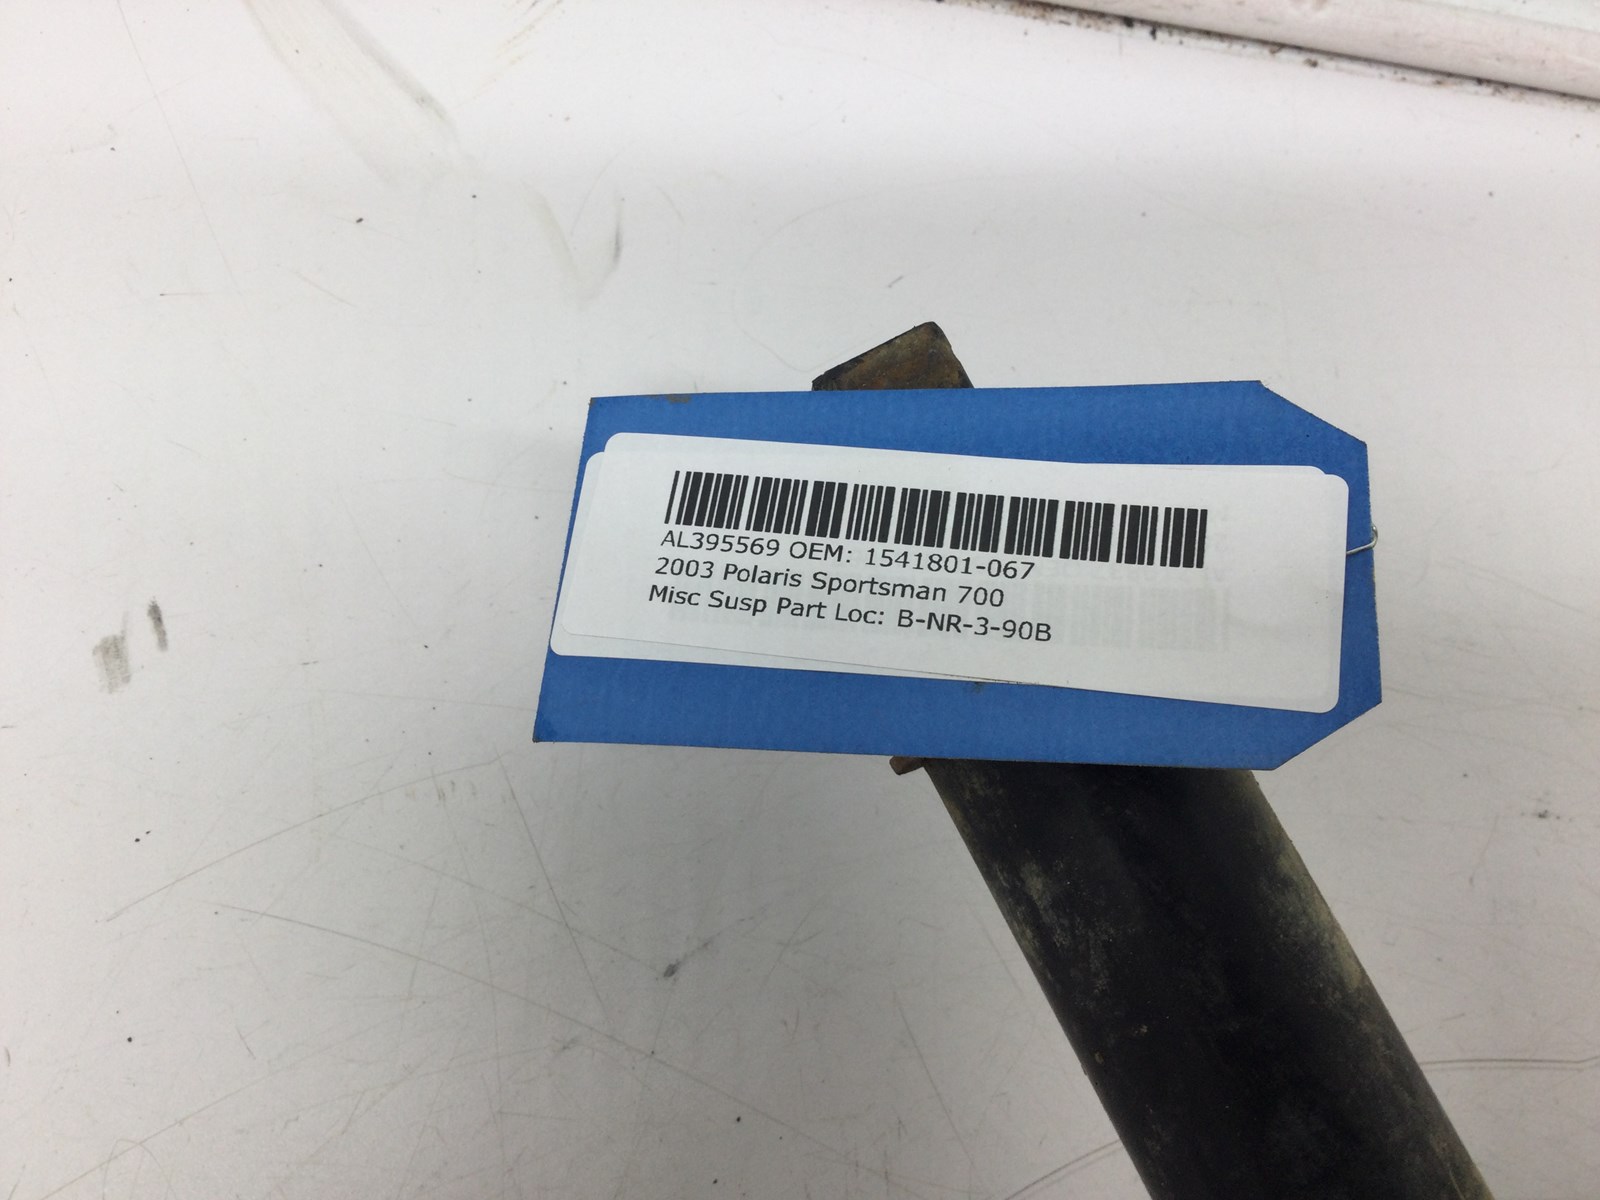 AL395569 OEM: 1541801-067
2003 Polaris Sportsman 700
Misc Susp Part Loc: B-NR-3-90B